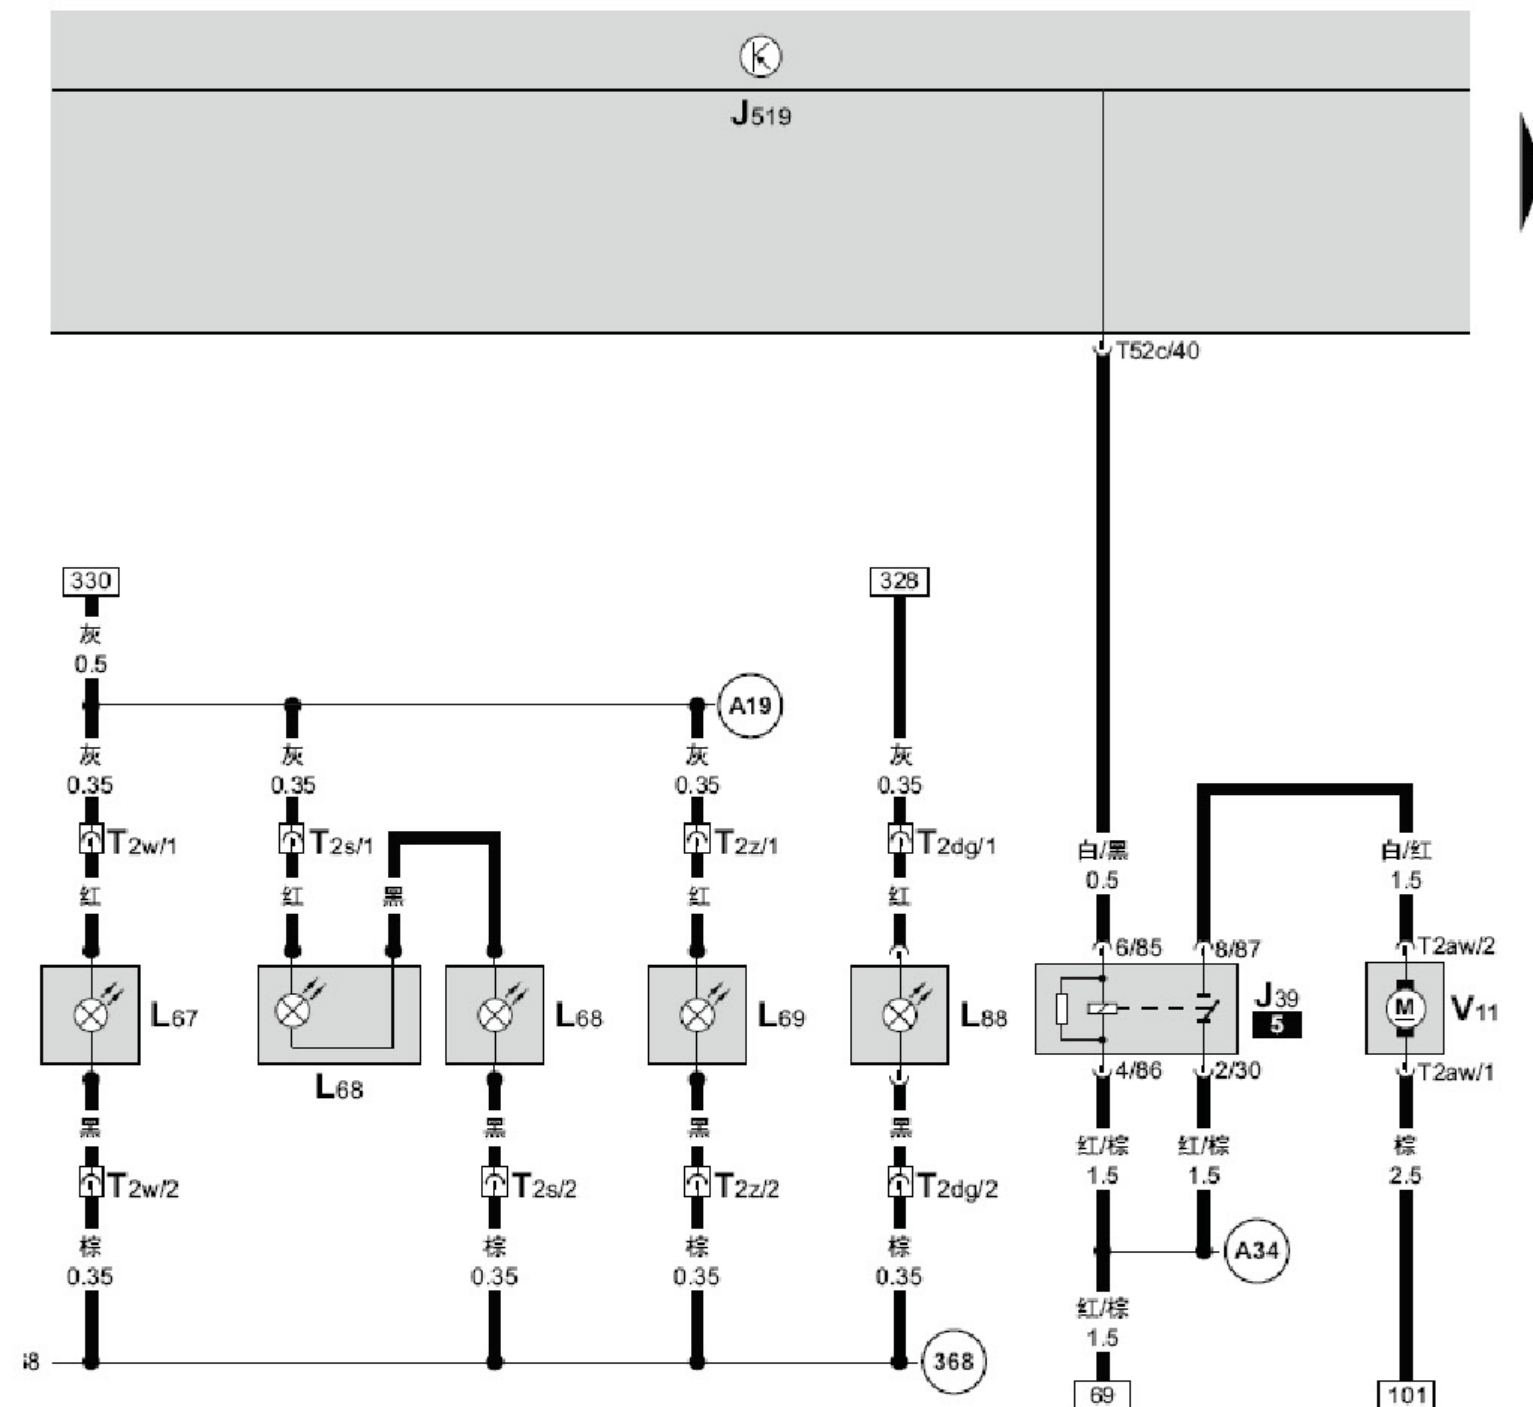 J519
T52c/40
330
328
灰
0.5
A19
灰
灰
灰
灰
0.35
0.35
0.35
0.35
T2w/1
T2s/1
T2z/1
T2dg/1
白/黑
白/红
0.5
1.5
红
红
黑
红
红
6/85
8/87
T2aw/2
L67
L68
L69
L88
J39
5
M
V11
L68
4/86
2/30
T2aw/1
黑
黑
黑
黑
红/棕
红/棕
棕
1.5
1.5
2.5
T2w/2
T2s/2
T2z/2
T2dg/2
棕
棕
棕
棕
A34
0.35
0.35
0.35
0.35
红/棕
1.5
368
69
101